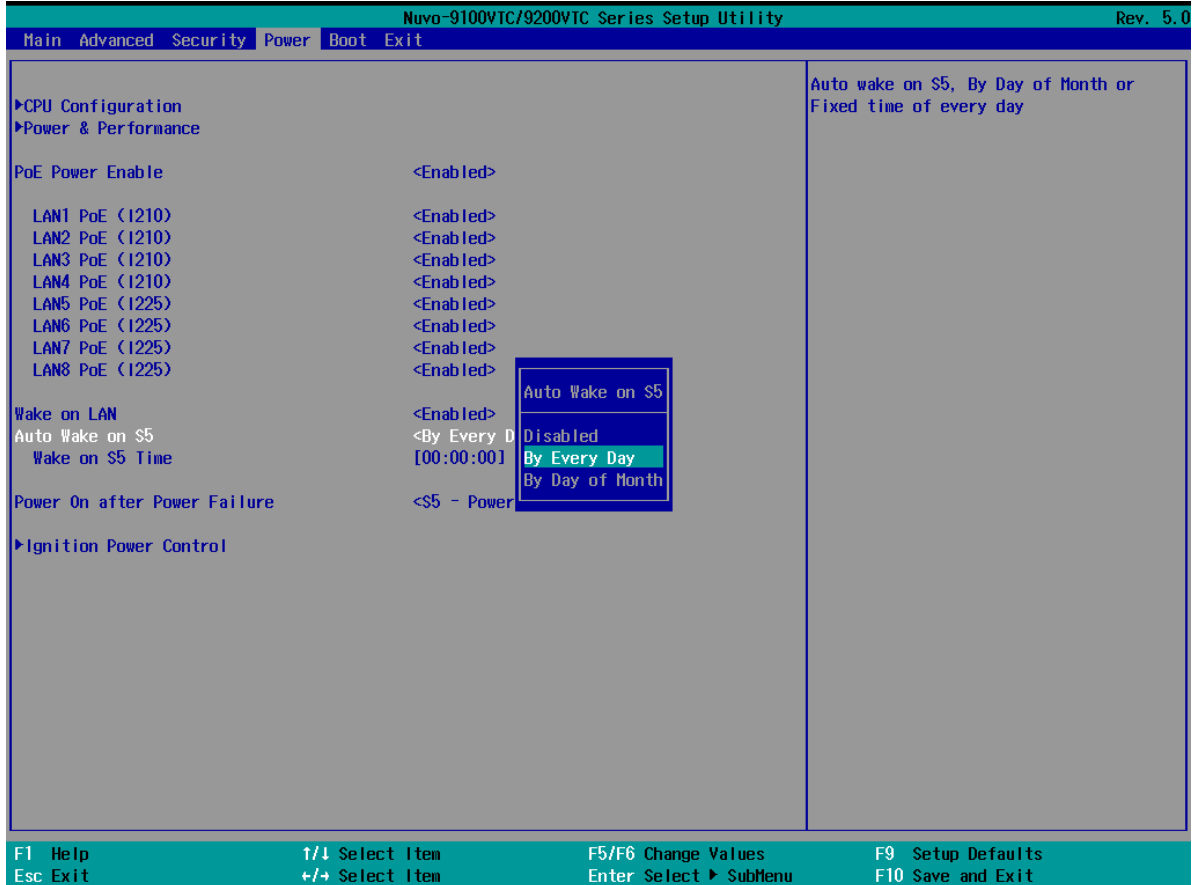 Nuvo-9100VTC/9200VTC Series Setup Utility Rev. 5.0
Main Advanced Security Power Boot Exit
Auto wake on S5, By Day of Month or
Fixed time of every day
▶CPU Configuration
▶Power & Performance
PoE Power Enable <Enabled>
LAN1 PoE (I210) <Enabled>
LAN2 PoE (I210) <Enabled>
LAN3 PoE (I210) <Enabled>
LAN4 PoE (I210) <Enabled>
LAN5 PoE (I225) <Enabled>
LAN6 PoE (I225) <Enabled>
LAN7 PoE (I225) <Enabled>
LAN8 PoE (I225) <Enabled>
Wake on LAN <Enabled>
Auto Wake on S5 <By Every D
Wake on S5 Time [00:00:00]
Power On after Power Failure <S5 - Power
▶Ignition Power Control
Auto Wake on S5
Disabled
By Every Day
By Day of Month
F1 Help ↑/↓ Select Item F5/F6 Change Values F9 Setup Defaults
Esc Exit ←/→ Select Item Enter Select ▶ SubMenu F10 Save and Exit